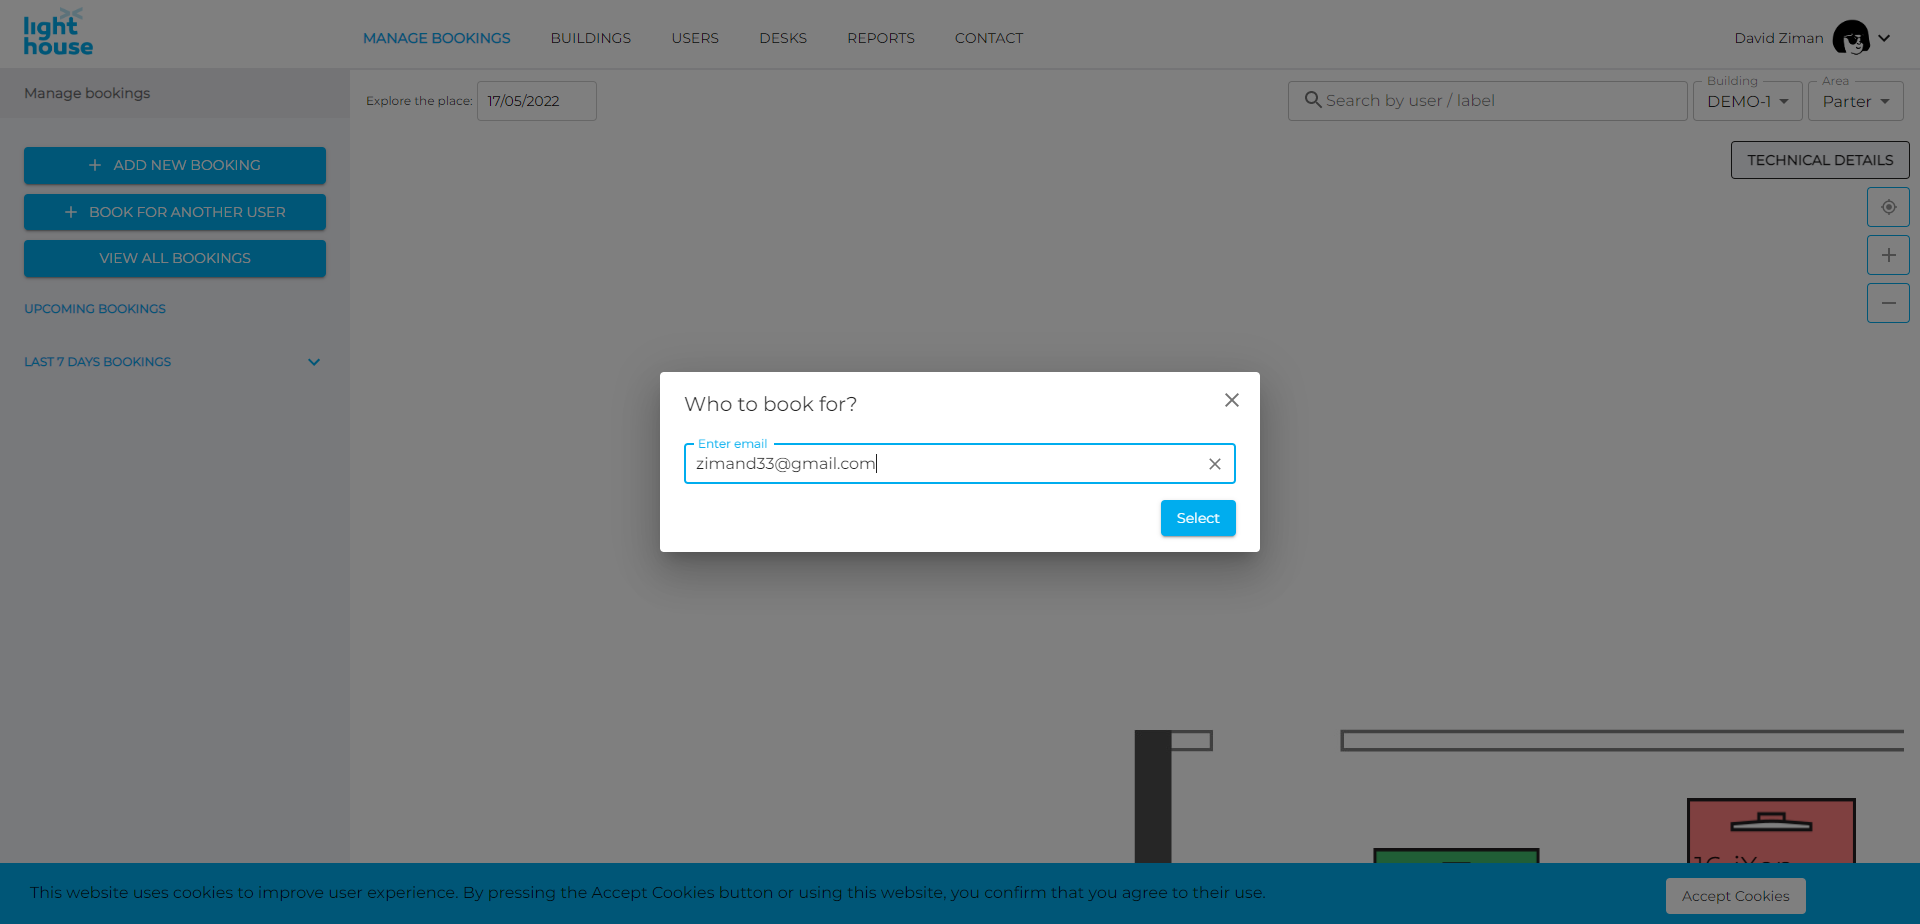 light
house
MANAGE BOOKINGS
BUILDINGS
USERS
DESKS
REPORTS
CONTACT
David Ziman
Manage bookings
Explore the place:
17/05/2022
Search by user / label
Building
DEMO-1
Area
Parter
ADD NEW BOOKING
BOOK FOR ANOTHER USER
VIEW ALL BOOKINGS
UPCOMING BOOKINGS
LAST 7 DAYS BOOKINGS
TECHNICAL DETAILS
Who to book for?
Enter email
zimand33@gmail.com
Select
This website uses cookies to improve user experience. By pressing the Accept Cookies button or using this website, you confirm that you agree to their use.
Accept Cookies